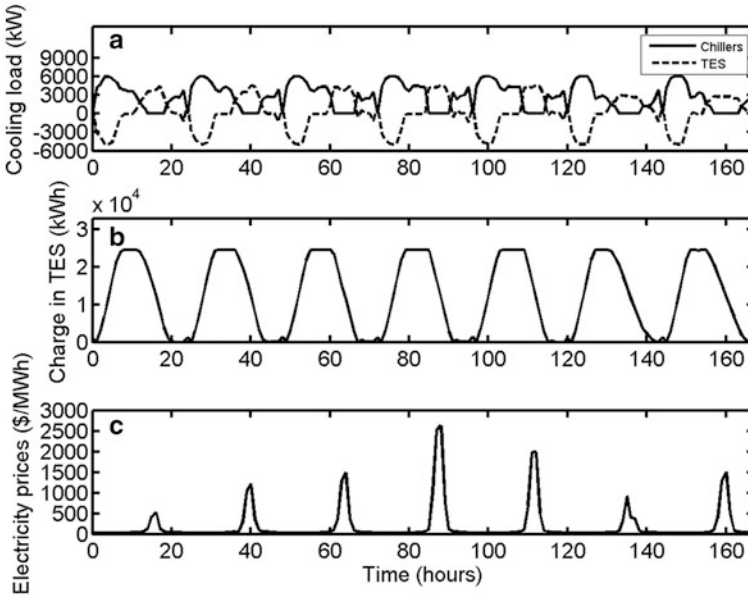 a
Cooling load (kW)
9000
6000
3000
0
-3000
-6000
Chillers
TES
0 20 40 60 80 100 120 140 160
x 10⁴
b
Charge in TES (kWh)
3
2
1
0
0 20 40 60 80 100 120 140 160
c
Electricity prices ($/MWh)
3000
2500
2000
1500
1000
500
0
0 20 40 60 80 100 120 140 160
Time (hours)